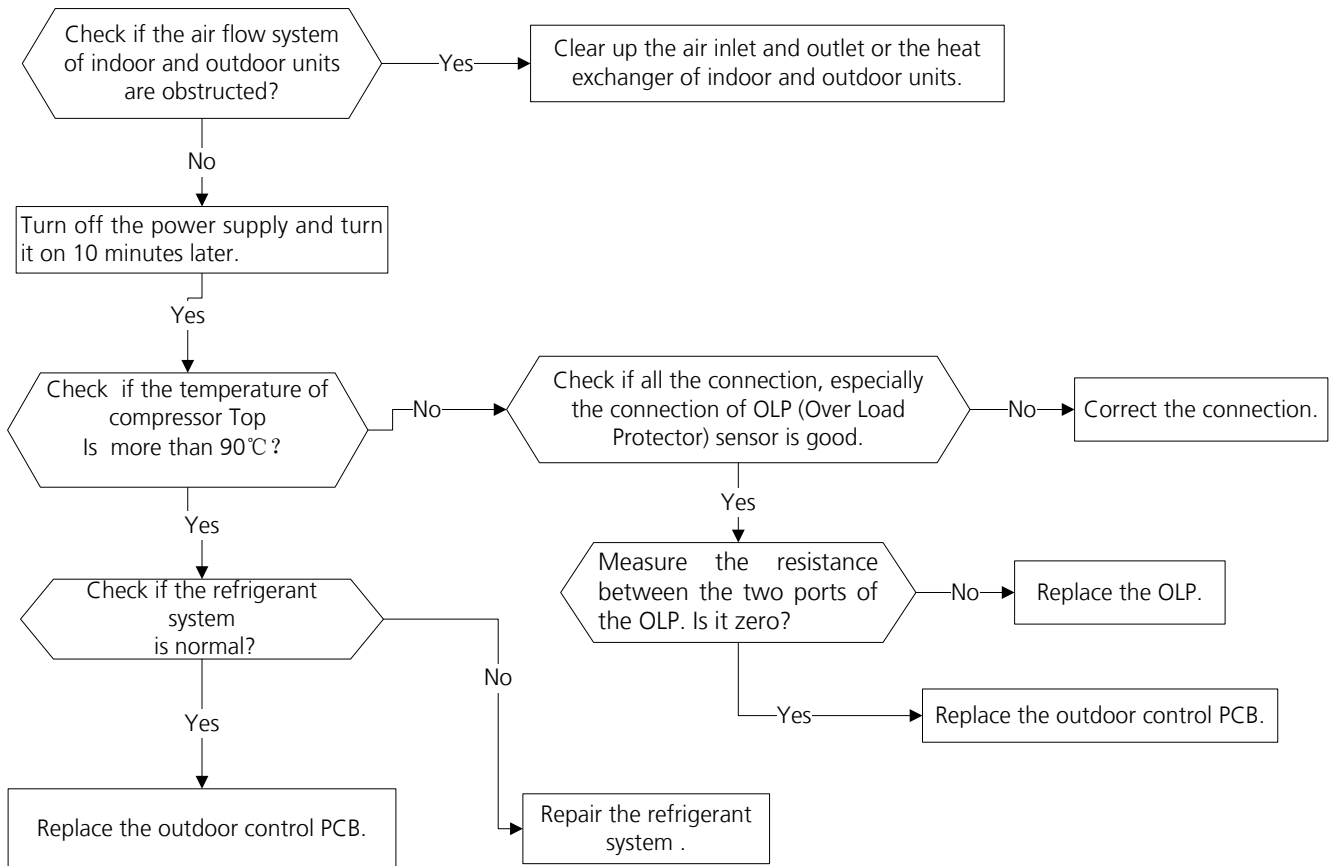 Check if the air flow system
of indoor and outdoor units
are obstructed?
Yes
Clear up the air inlet and outlet or the heat
exchanger of indoor and outdoor units.
No
Turn off the power supply and turn
it on 10 minutes later.
Yes
Check if the temperature of
compressor Top
Is more than 90℃?
No
Check if all the connection, especially
the connection of OLP (Over Load
Protector) sensor is good.
No
Correct the connection.
Yes
Yes
Measure the resistance
between the two ports of
the OLP. Is it zero?
No
Replace the OLP.
Check if the refrigerant
system
is normal?
No
Yes
Yes
Replace the outdoor control PCB.
Replace the outdoor control PCB.
Repair the refrigerant
system .